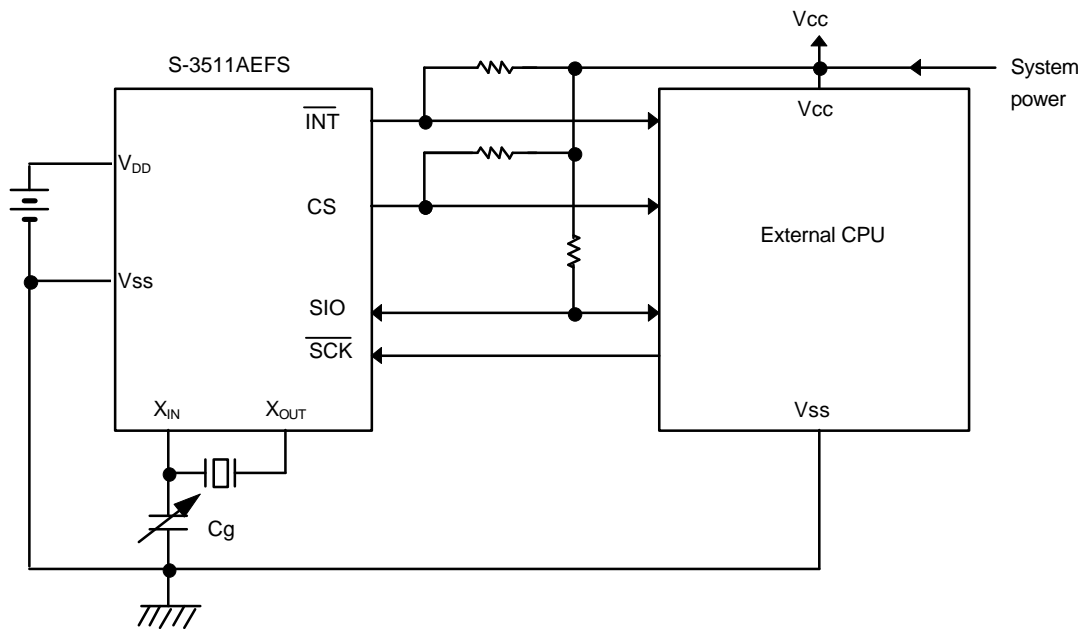 Vcc
S-3511AEFS
System
power
INT
Vcc
VDD
CS
External CPU
Vss
SIO
SCK
XIN
XOUT
Vss
Cg